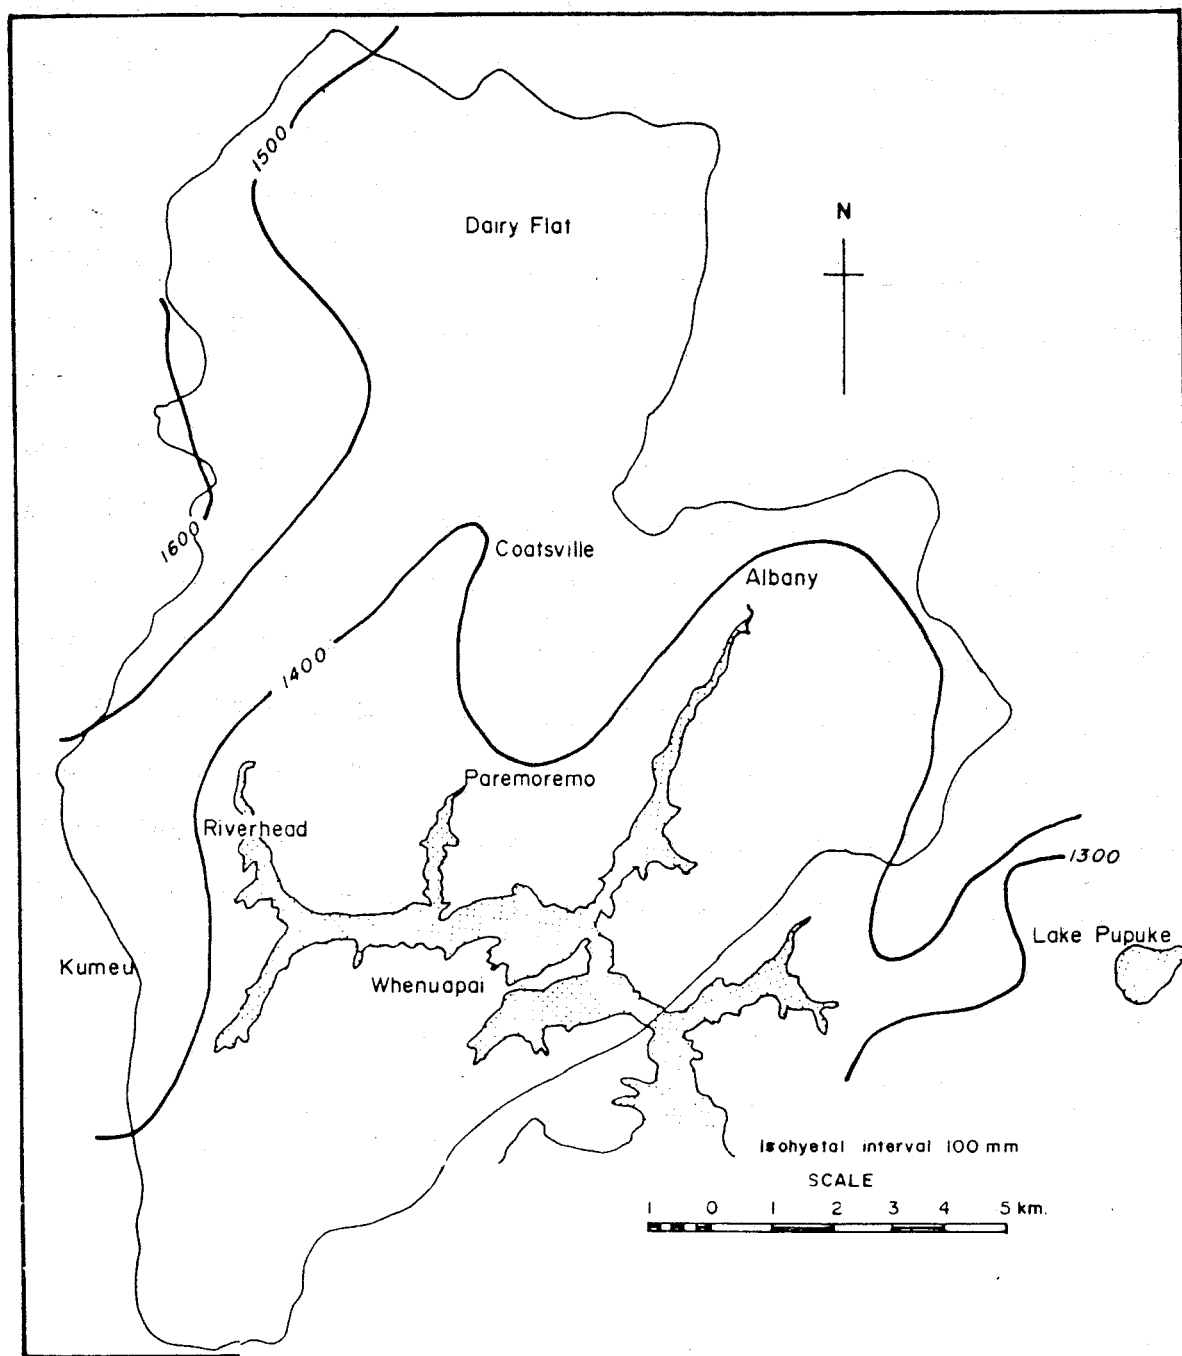 1500
Dairy Flat
N
1600
Coatsville
Albany
1400
Paremoremo
Riverhead
1300
Lake Pupuke
Kumeu
Whenuapai
Isohyetal interval 100 mm
SCALE
1 0 1 2 3 4 5 km.